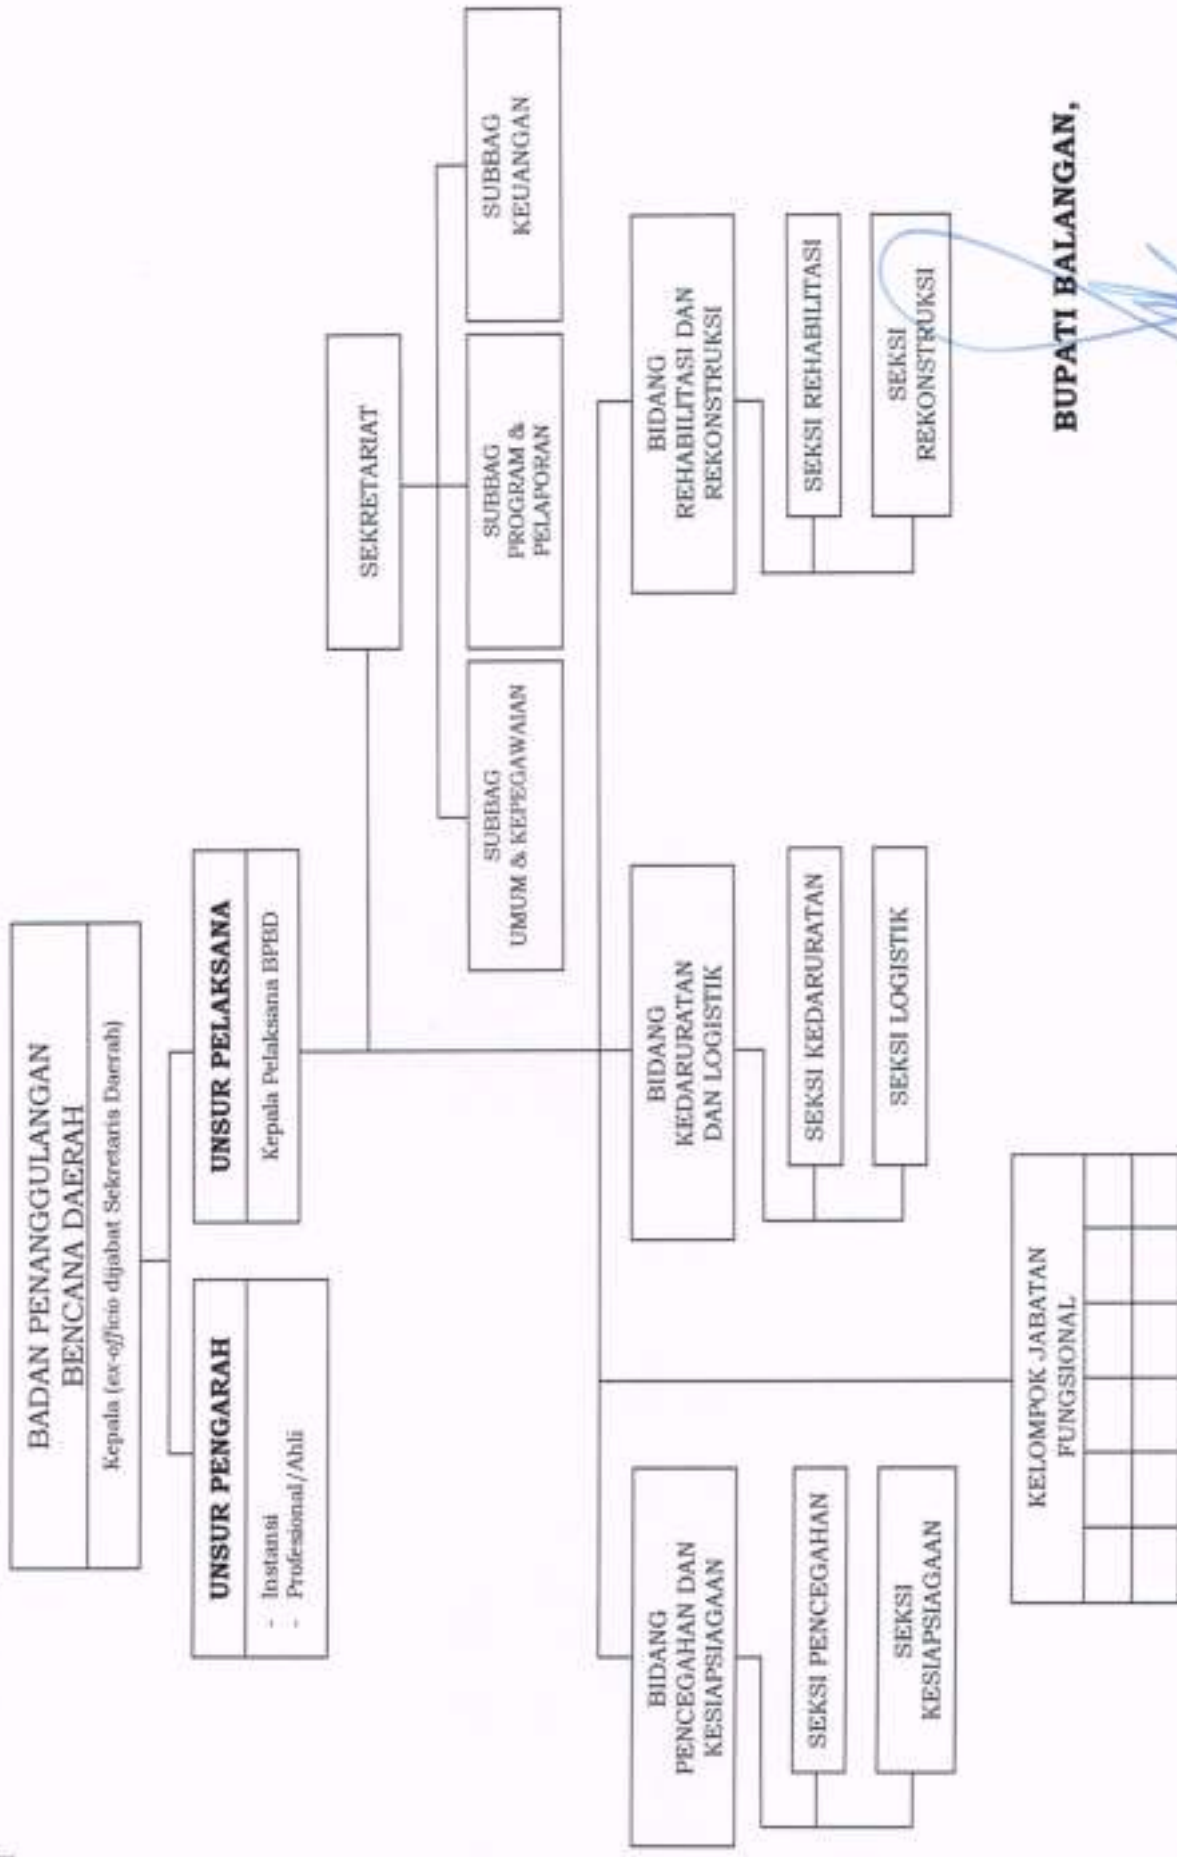 BADAN PENANGGULANGAN
BENCANA DAERAH
Kepala (ex-officio dijabat Sekretaris Daerah)
UNSUR PENGARAH
- Instansi
- Profesional/Ahli
UNSUR PELAKSANA
Kepala Pelaksana BPBD
SEKRETARIAT
SUBBAG
UMUM & KEPEGAWAIAN
SUBBAG
PROGRAM &
PELAPORAN
SUBBAG
KEUANGAN
BIDANG
PENCEGAHAN DAN
KESIAPSIAGAAN
SEKSI PENCEGAHAN
SEKSI
KESIAPSIAGAAN
BIDANG
KEDARURATAN
DAN LOGISTIK
SEKSI KEDARURATAN
SEKSI LOGISTIK
BIDANG
REHABILITASI DAN
REKONSTRUKSI
SEKSI REHABILITASI
SEKSI
REKONSTRUKSI
KELOMPOK JABATAN
FUNGSIONAL
BUPATI BALANGAN,